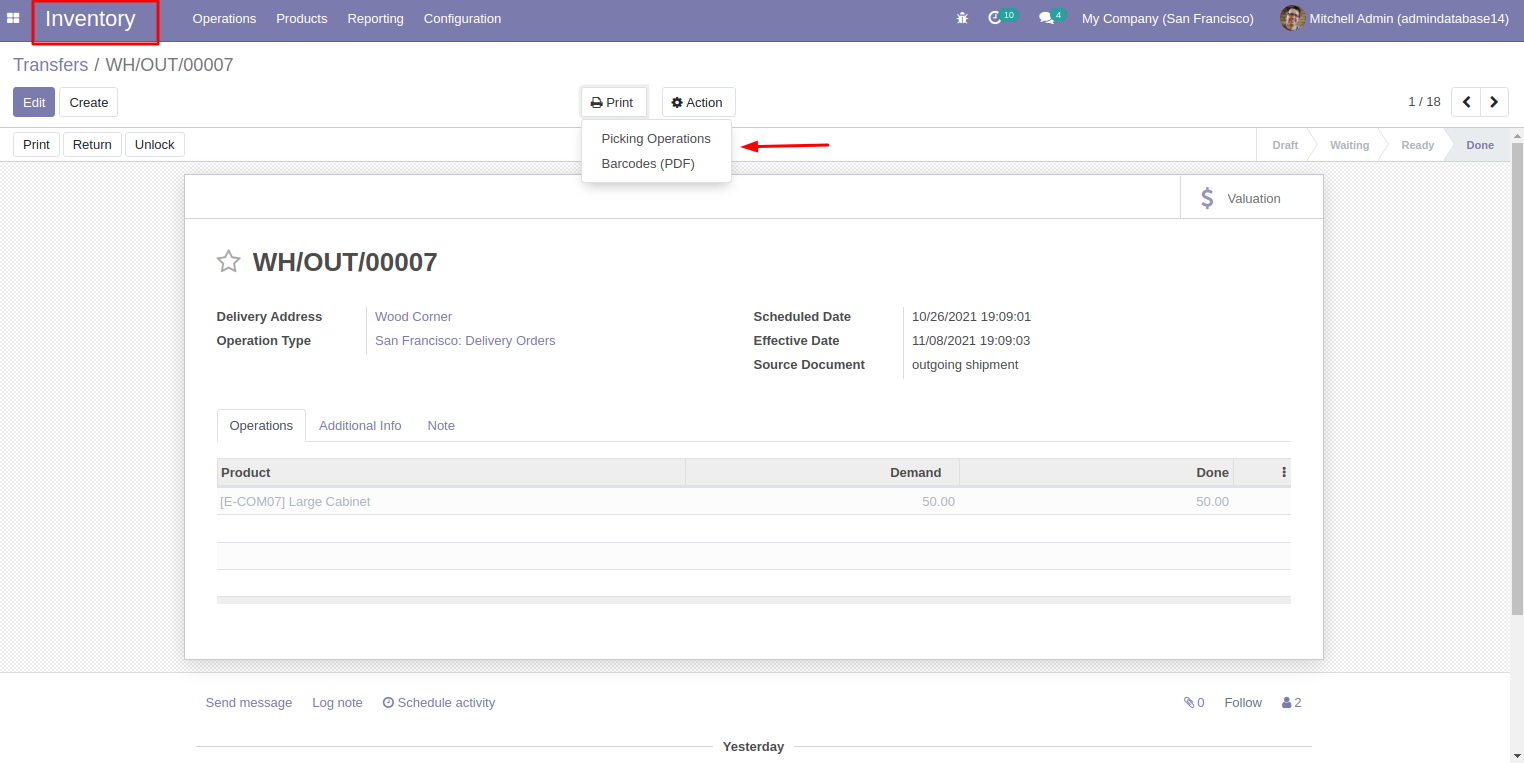 Inventory Operations Products Reporting Configuration 10 4 My Company (San Francisco) Mitchell Admin (admindatabase14)
Transfers / WH/OUT/00007
Edit Create Print Action 1 / 18
Print Return Unlock Draft Waiting Ready Done
Picking Operations
Barcodes (PDF)
$ Valuation
WH/OUT/00007
Delivery Address Wood Corner Scheduled Date 10/26/2021 19:09:01
Operation Type San Francisco: Delivery Orders Effective Date 11/08/2021 19:09:03
Source Document outgoing shipment
Operations Additional Info Note
Product Demand Done
[E-COM07] Large Cabinet 50.00 50.00
Send message Log note Schedule activity 0 Follow 2
Yesterday